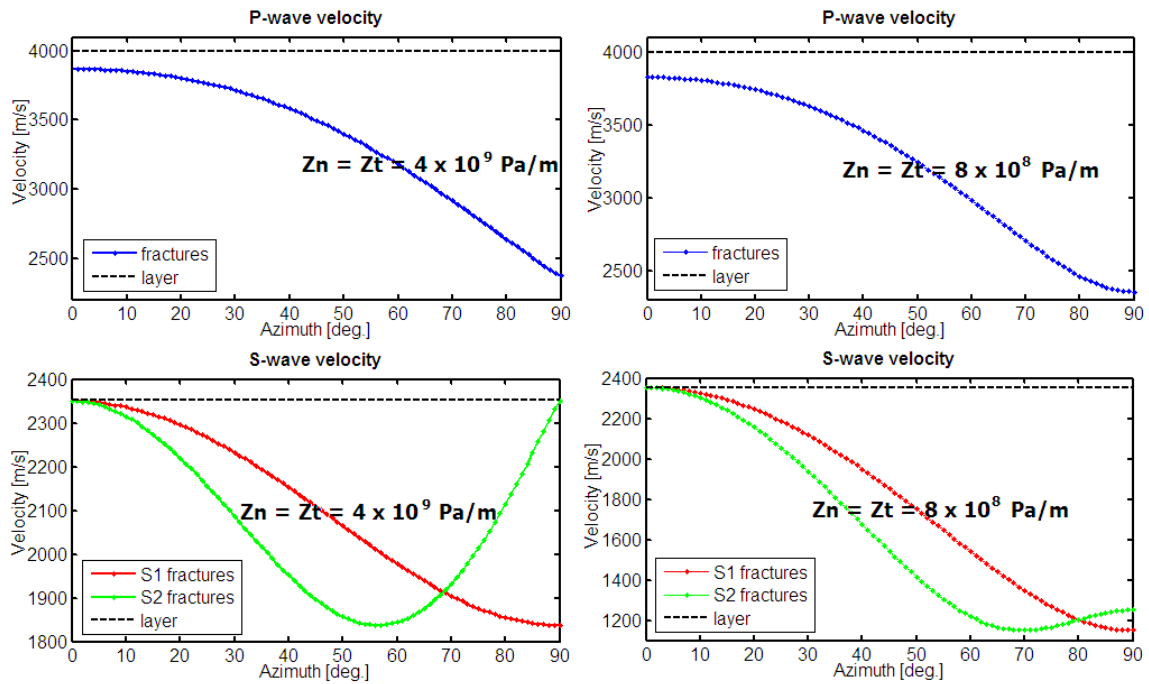 P-wave velocity
4000
3500
3000
2500
Velocity [m/s]
Zn = Zt = 4 x 10⁹ Pa/m
fractures
layer
0 10 20 30 40 50 60 70 80 90
Azimuth [deg.]
P-wave velocity
4000
3500
3000
2500
Velocity [m/s]
Zn = Zt = 8 x 10⁸ Pa/m
fractures
layer
0 10 20 30 40 50 60 70 80 90
Azimuth [deg.]
S-wave velocity
2400
2300
2200
2100
2000
1900
1800
Velocity [m/s]
Zn = Zt = 4 x 10⁹ Pa/m
S1 fractures
S2 fractures
layer
0 10 20 30 40 50 60 70 80 90
Azimuth [deg.]
S-wave velocity
2400
2200
2000
1800
1600
1400
1200
Velocity [m/s]
Zn = Zt = 8 x 10⁸ Pa/m
S1 fractures
S2 fractures
layer
0 10 20 30 40 50 60 70 80 90
Azimuth [deg.]